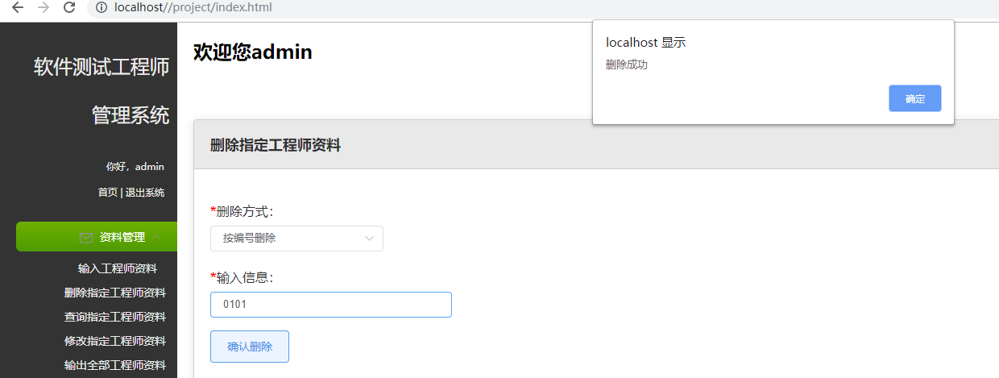 localhost//project/index.html
软件测试工程师
管理系统
你好，admin
首页 | 退出系统
资料管理
输入工程师资料
删除指定工程师资料
查询指定工程师资料
修改指定工程师资料
输出全部工程师资料
欢迎您admin
localhost 显示
删除成功
确定
删除指定工程师资料
*删除方式：
按编号删除
*输入信息：
0101
确认删除